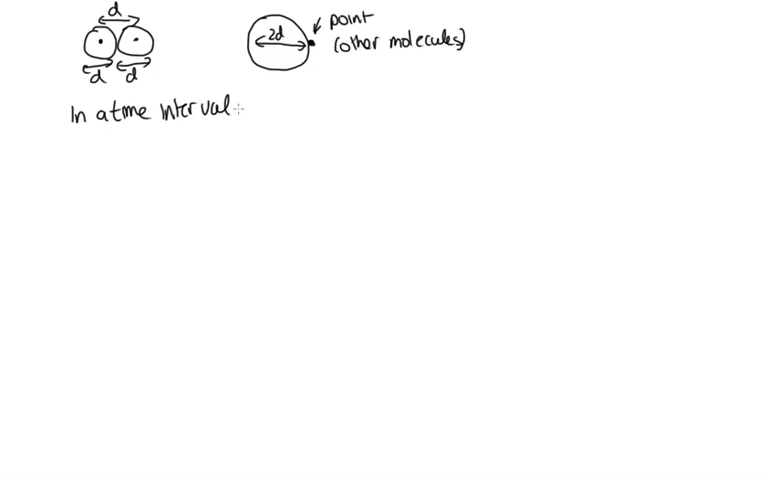 d
point
2d
(other molecules)
d d
In a time interval